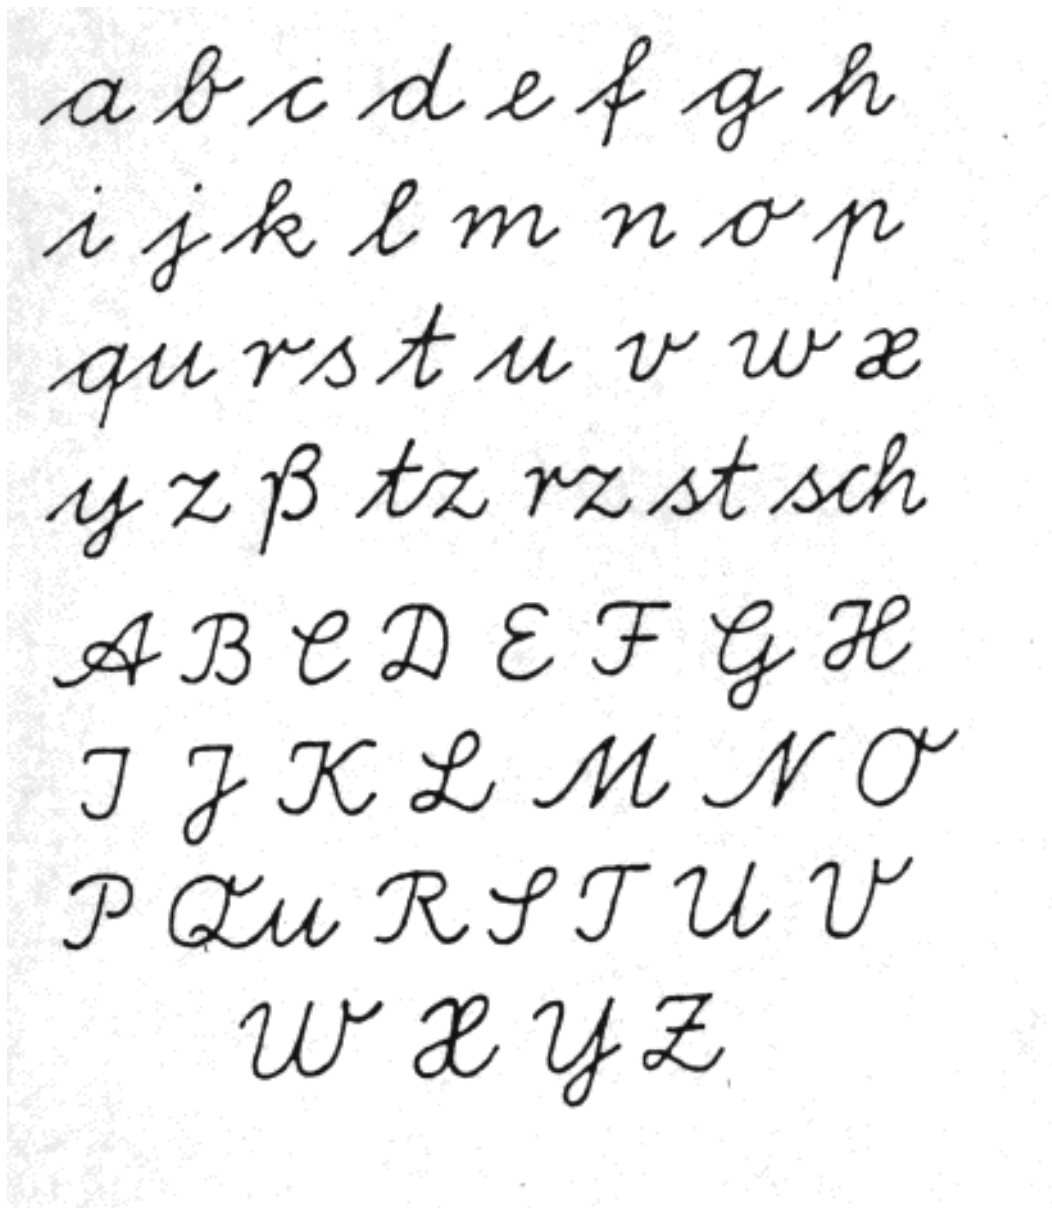 a b c d e f g h
i j k l m n o p
qu r s t u v w x
y z ß tz rz st sch
A B C D E F G H
I J K L M N O
P Qu R S T U V
W X Y Z